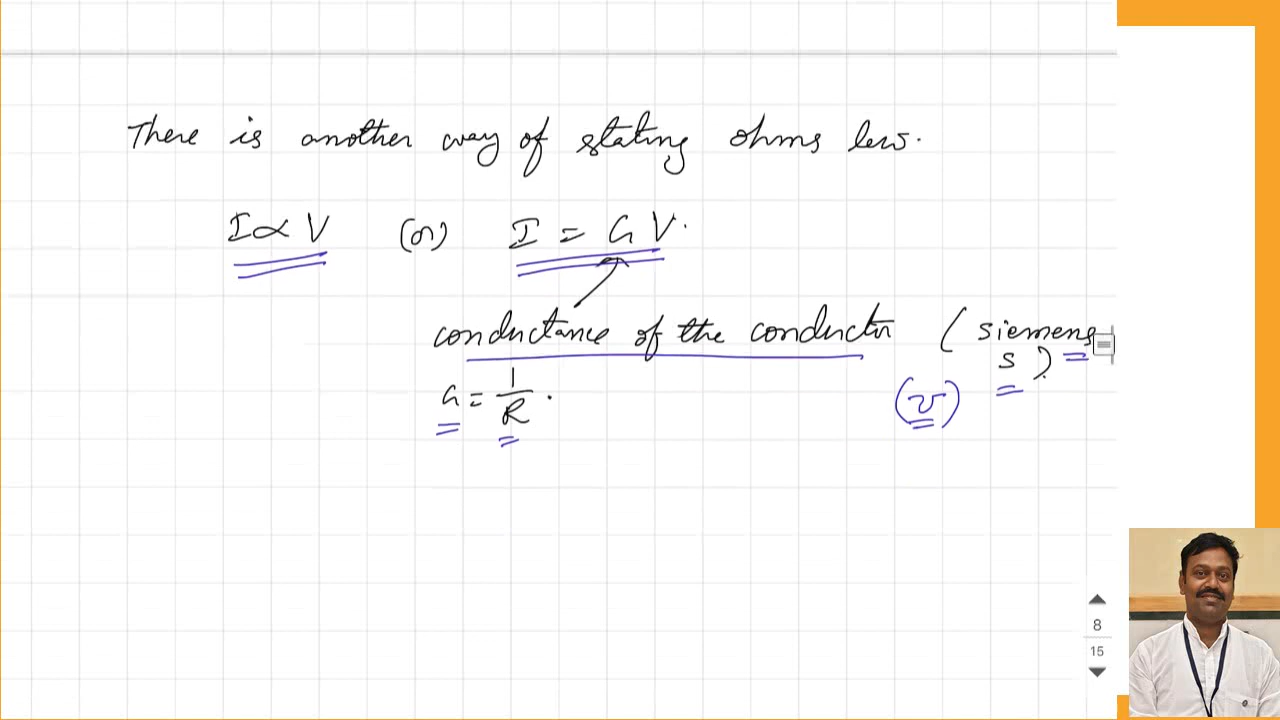 There is another way of stating ohms law.
I ∝ V (or) I = G V.
conductance of the conductor (siemens
S).
G = 1/R. (℧)
8
15